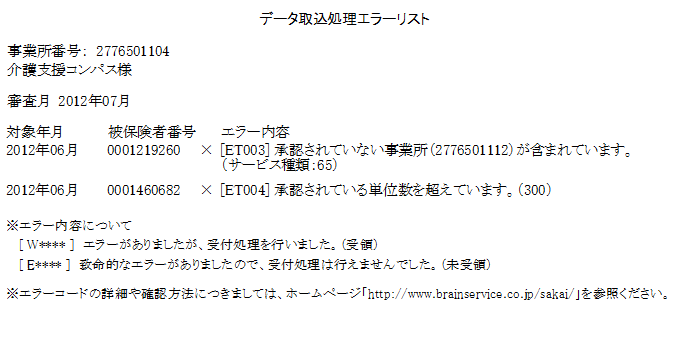 データ取込処理エラーリスト
事業所番号： 2776501104
介護支援コンパス様
審査月 2012年07月
対象年月 被保険者番号 エラー内容
2012年06月 0001219260 × [ET003] 承認されていない事業所（2776501112）が含まれています。
（サービス種類：65）
2012年06月 0001460682 × [ET004] 承認されている単位数を超えています。（300）
※エラー内容について
[ W**** ] エラーがありましたが、受付処理を行いました。（受領）
[ E**** ] 致命的なエラーがありましたので、受付処理は行えませんでした。（未受領）
※エラーコードの詳細や確認方法につきましては、ホームページ「http://www.brainservice.co.jp/sakai/」を参照ください。